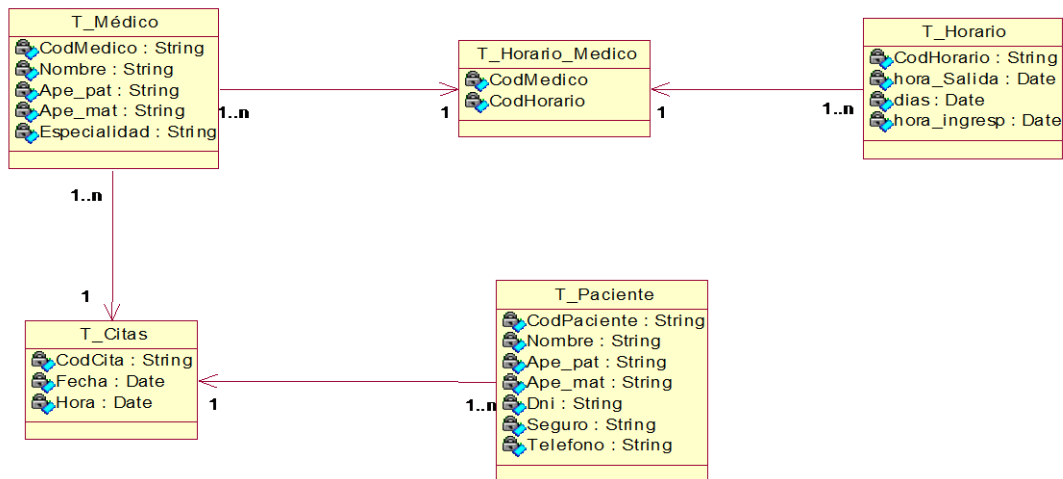 T_Médico
CodMedico : String
Nombre : String
Ape_pat : String
Ape_mat : String
Especialidad : String
1..n
1
T_Horario_Medico
CodMedico
CodHorario
1
1..n
T_Horario
CodHorario : String
hora_Salida : Date
dias : Date
hora_ingresp : Date
1..n
1
T_Citas
CodCita : String
Fecha : Date
Hora : Date
1
1..n
T_Paciente
CodPaciente : String
Nombre : String
Ape_pat : String
Ape_mat : String
Dni : String
Seguro : String
Telefono : String